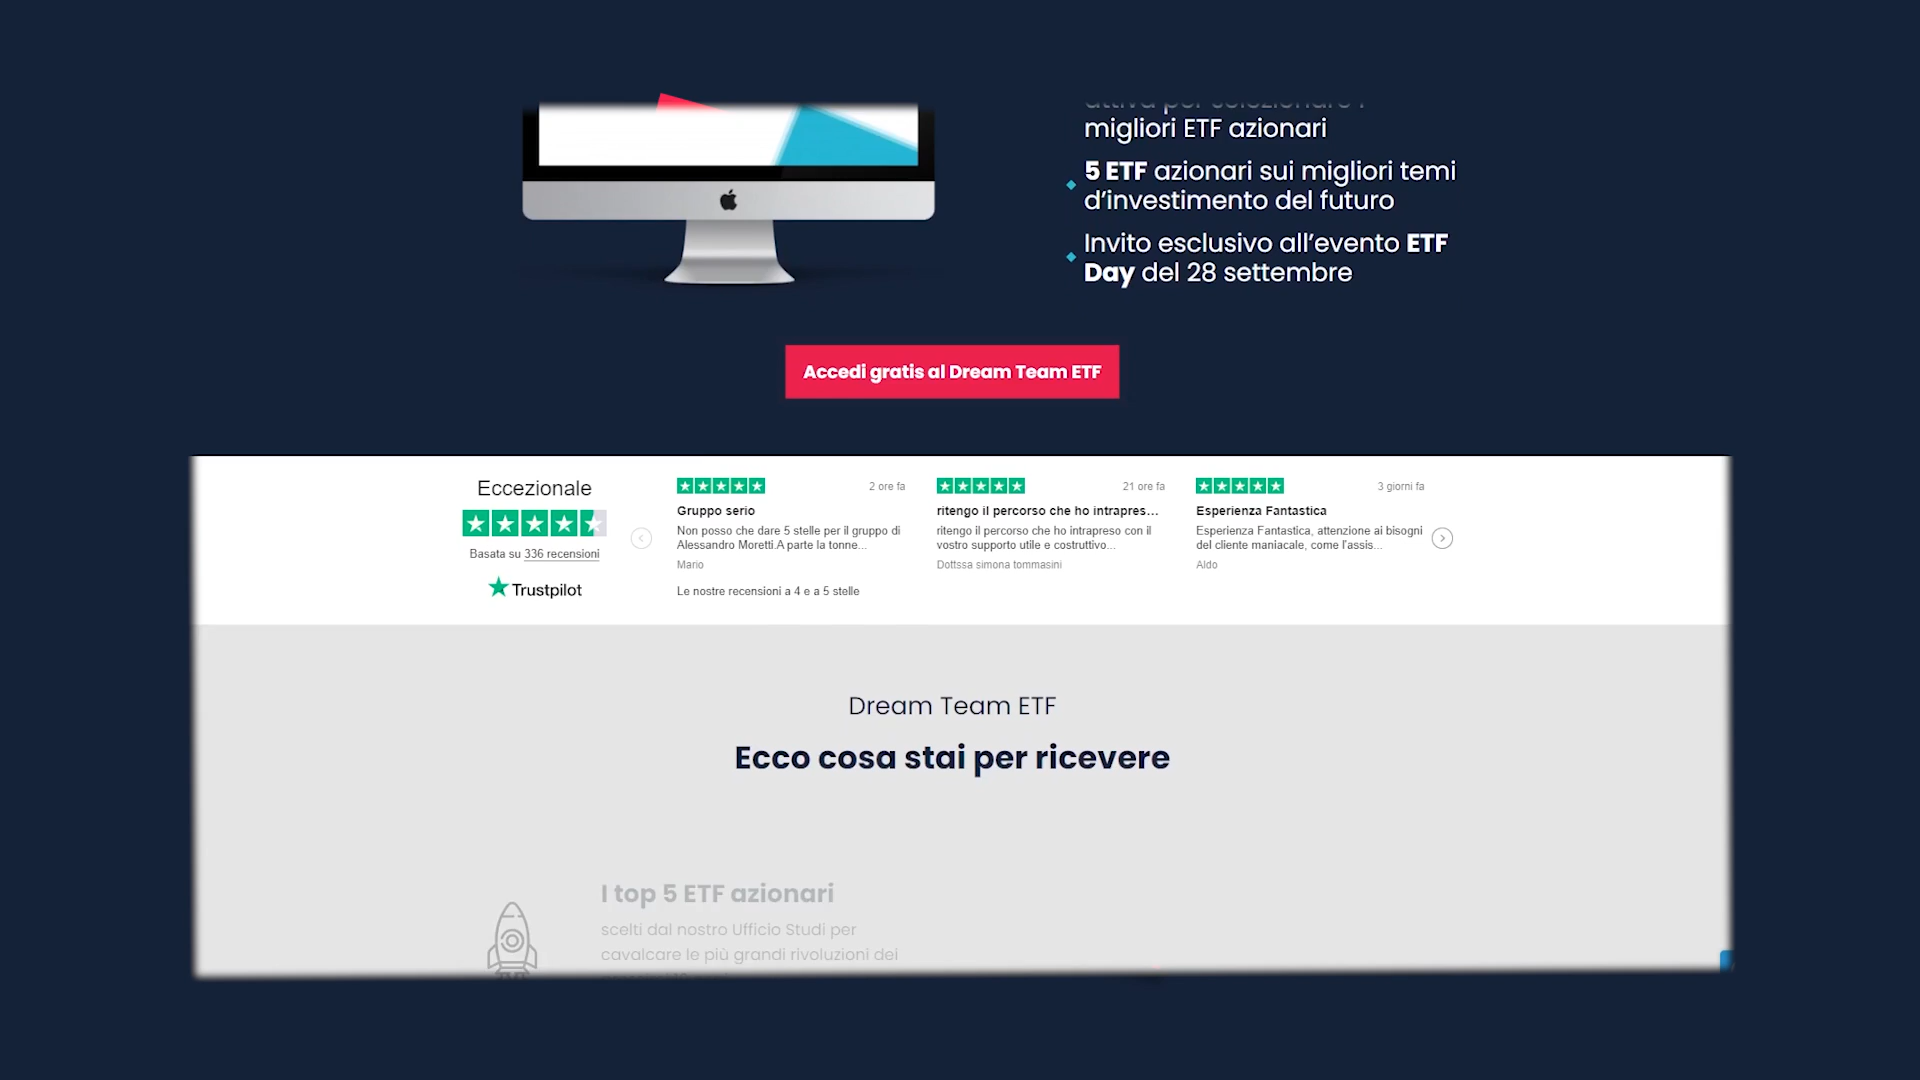 migliori ETF azionari
5 ETF azionari sui migliori temi
d'investimento del futuro
Invito esclusivo all'evento ETF
Day del 28 settembre
Accedi gratis al Dream Team ETF
Eccezionale
Basata su 336 recensioni
Trustpilot
2 ore fa
Gruppo serio
Non posso che dare 5 stelle per il gruppo di
Alessandro Moretti.A parte la tonne...
Mario
Le nostre recensioni a 4 e a 5 stelle
21 ore fa
ritengo il percorso che ho intrapres...
ritengo il percorso che ho intrapreso con il
vostro supporto utile e costruttivo...
Dottssa simona tommasini
3 giorni fa
Esperienza Fantastica
Esperienza Fantastica, attenzione ai bisogni
del cliente maniacale, come l'assis...
Aldo
Dream Team ETF
Ecco cosa stai per ricevere
I top 5 ETF azionari
scelti dal nostro Ufficio Studi per
cavalcare le più grandi rivoluzioni dei